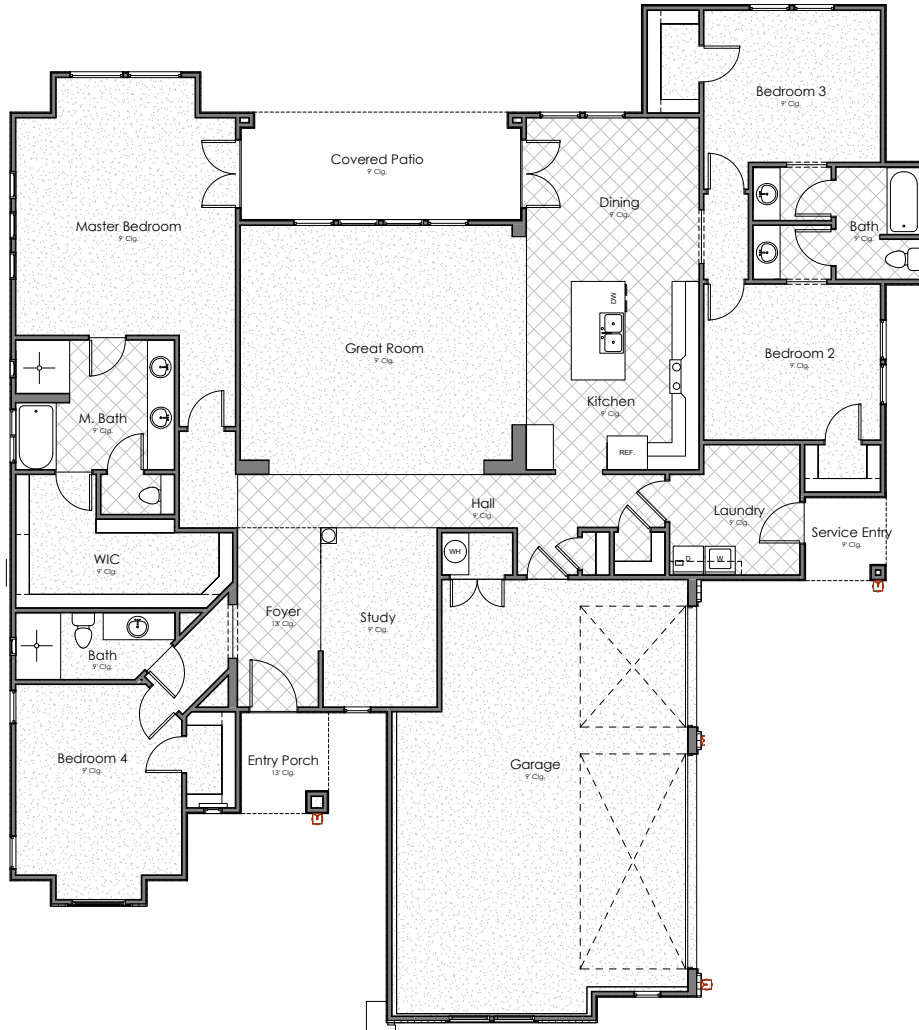 Bedroom 3
9' Clg.
Covered Patio
9' Clg.
Dining
9' Clg.
Master Bedroom
9' Clg.
Bath
9' Clg.
DW
Great Room
9' Clg.
Bedroom 2
9' Clg.
Kitchen
9' Clg.
M. Bath
9' Clg.
REF.
Hall
9' Clg.
Laundry
9' Clg.
Service Entry
9' Clg.
WH
D
W
WIC
9' Clg.
Foyer
13' Clg.
Study
9' Clg.
Bath
9' Clg.
Bedroom 4
9' Clg.
Entry Porch
13' Clg.
Garage
9' Clg.